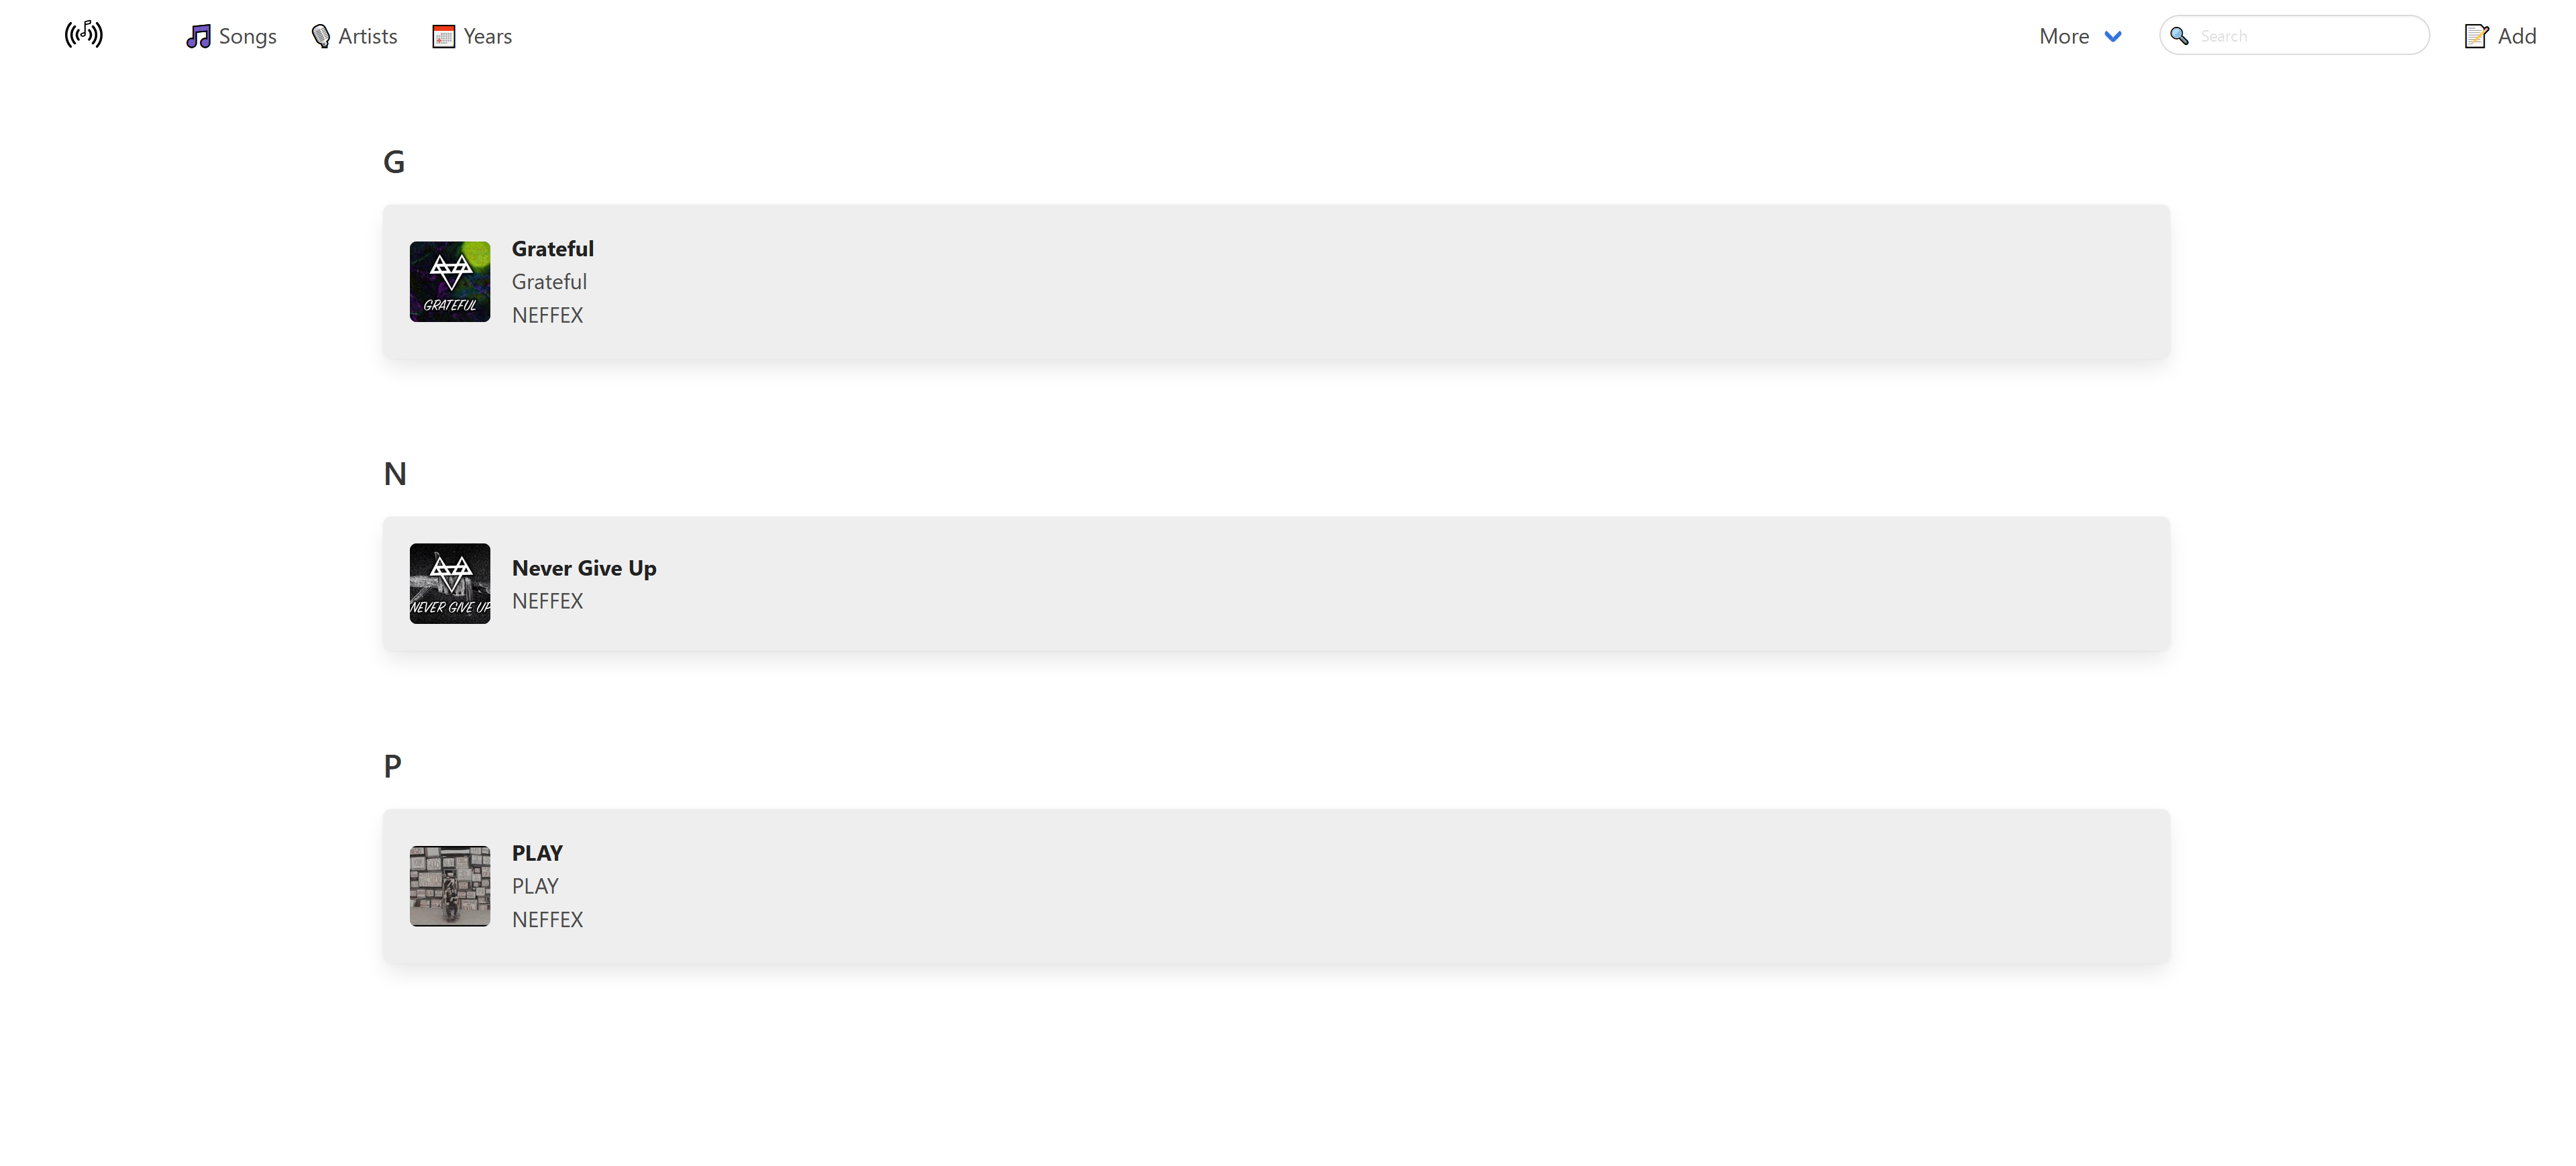 Songs
Artists
Years
More
Search
Add
G
GRATEFUL
Grateful
Grateful
NEFFEX
N
NEVER GIVE UP
Never Give Up
NEFFEX
P
PLAY
PLAY
NEFFEX